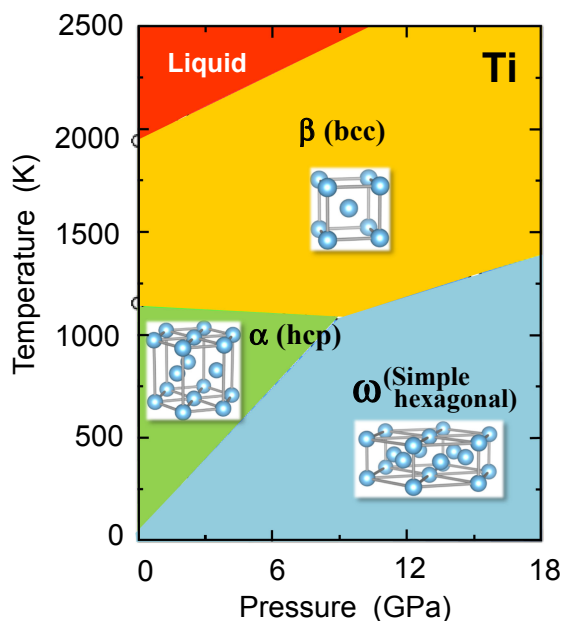 2500
Liquid
Ti
2000
β (bcc)
1500
1000
α (hcp)
ω (Simple
hexagonal)
500
0
0
6
12
18
Temperature (K)
Pressure (GPa)